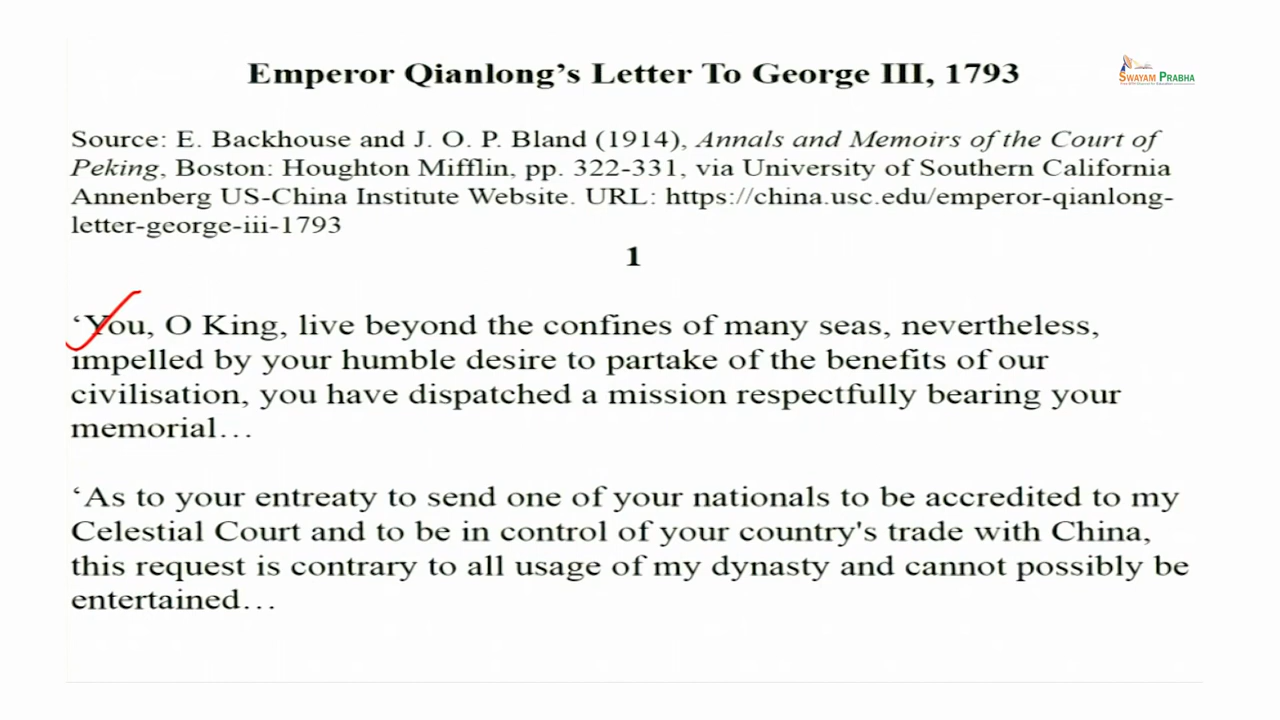 Emperor Qianlong's Letter To George III, 1793
SWAYAM PRABHA
Source: E. Backhouse and J. O. P. Bland (1914), Annals and Memoirs of the Court of
Peking, Boston: Houghton Mifflin, pp. 322-331, via University of Southern California
Annenberg US-China Institute Website. URL: https://china.usc.edu/emperor-qianlong-
letter-george-iii-1793
1
‘You, O King, live beyond the confines of many seas, nevertheless,
impelled by your humble desire to partake of the benefits of our
civilisation, you have dispatched a mission respectfully bearing your
memorial…
‘As to your entreaty to send one of your nationals to be accredited to my
Celestial Court and to be in control of your country's trade with China,
this request is contrary to all usage of my dynasty and cannot possibly be
entertained…